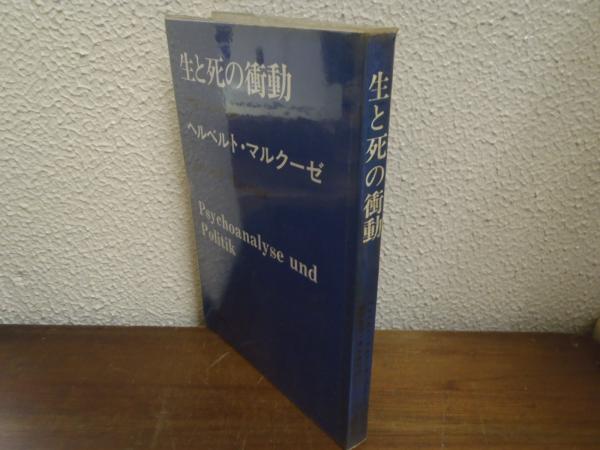 生と死の衝動
ヘルベルト・マルクーゼ
Psychoanalyse und
Politik
生と死の衝動